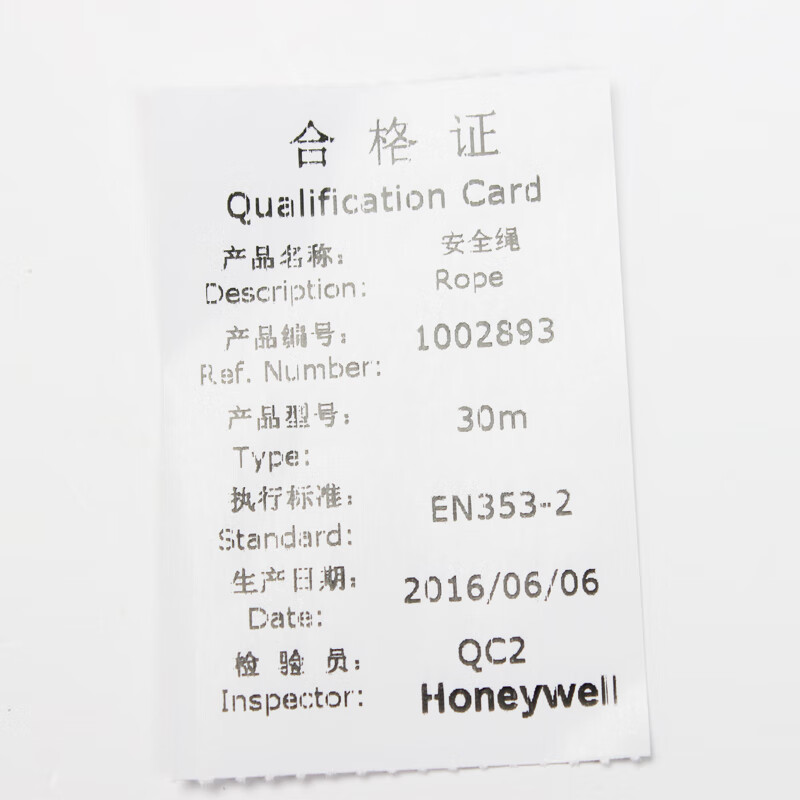 合格证
Qualification Card
产品名称： 安全绳
Description: Rope
产品编号： 1002893
Ref. Number:
产品型号： 30m
Type:
执行标准： EN353-2
Standard:
生产日期： 2016/06/06
Date:
检验员： QC2
Inspector: Honeywell